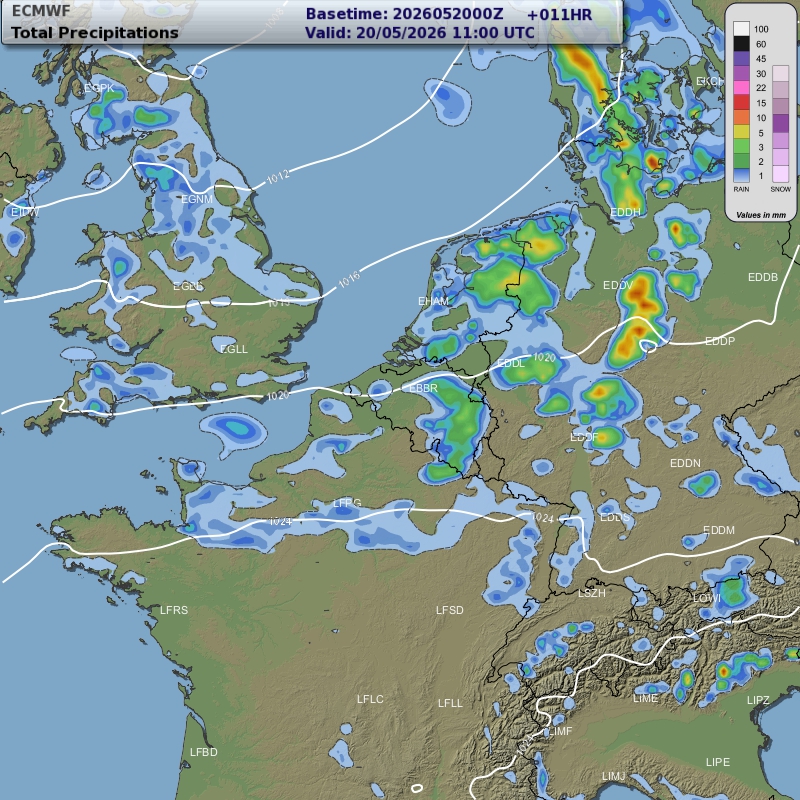 ECMWF
Basetime: 2026052000Z +011HR
Total Precipitations
Valid: 20/05/2026 11:00 UTC
100
60
45
30
22
15
10
5
3
2
1
RAIN
SNOW
Values in mm
1008
EKCH
EGPK
1012
EGNM
EIDW
EDDH
1016
EDDB
EDDV
EHAM
EDDP
EGLL
1020
EDDL
EBBR
1020
EDDF
EDDN
LFPG
1024
1024
EDDS
EDDM
LSZH
LOWI
LFRS
LFSD
LFLC
LFLL
LIME
LIPZ
LIMF
LFBD
LIPE
LIMJ